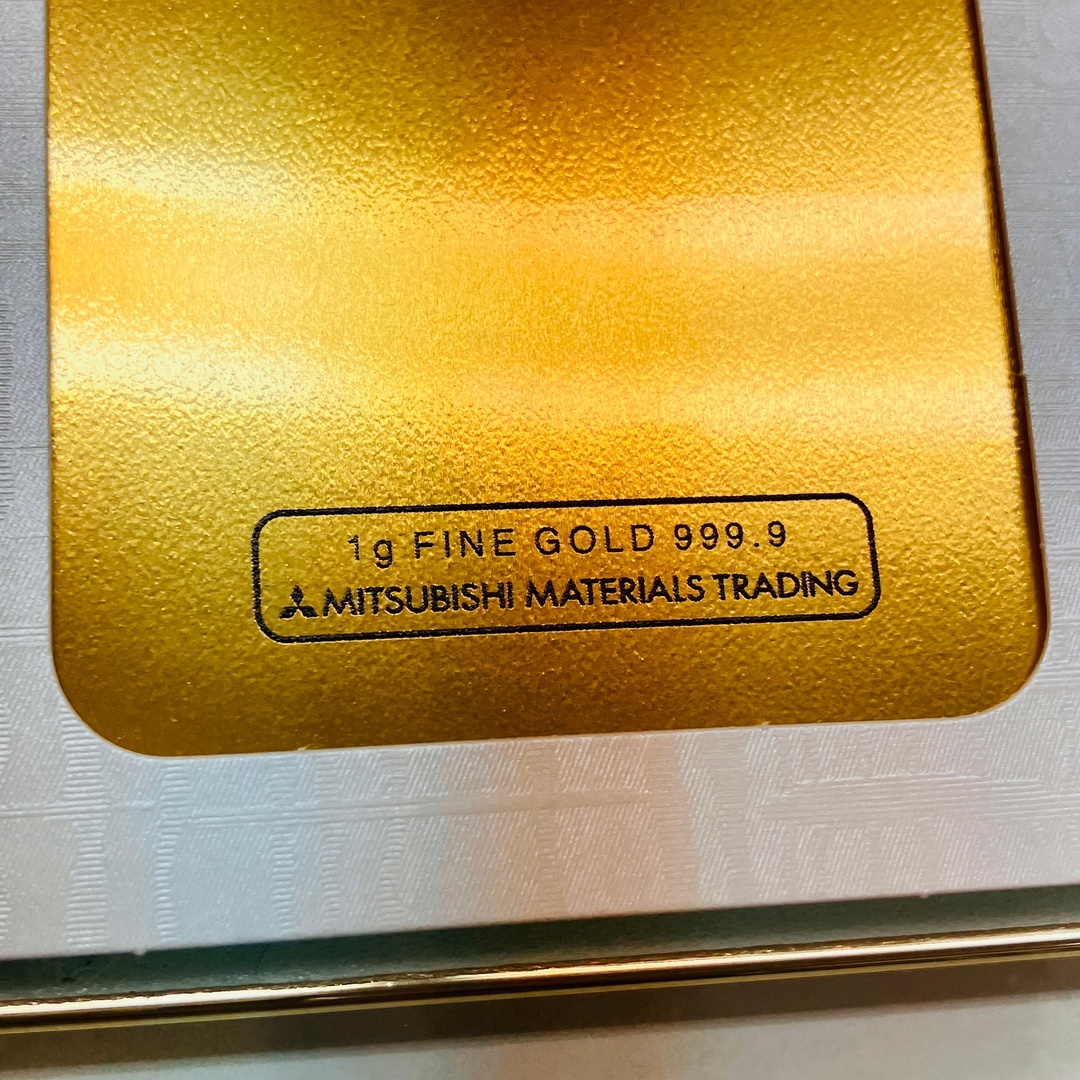 1g FINE GOLD 999.9
MITSUBISHI MATERIALS TRADING